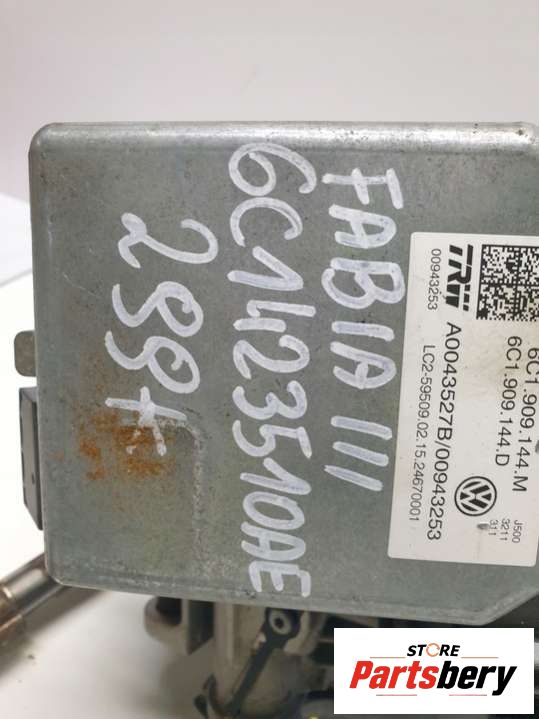 FABIA III
6C1423510AE
2994
TRW
00943253
6C1.909.144.M
6C1.909.144.D
A0043527B/00943253
LC2-59509.02.15.24670001
J500
3211
311
STORE
Partsbery